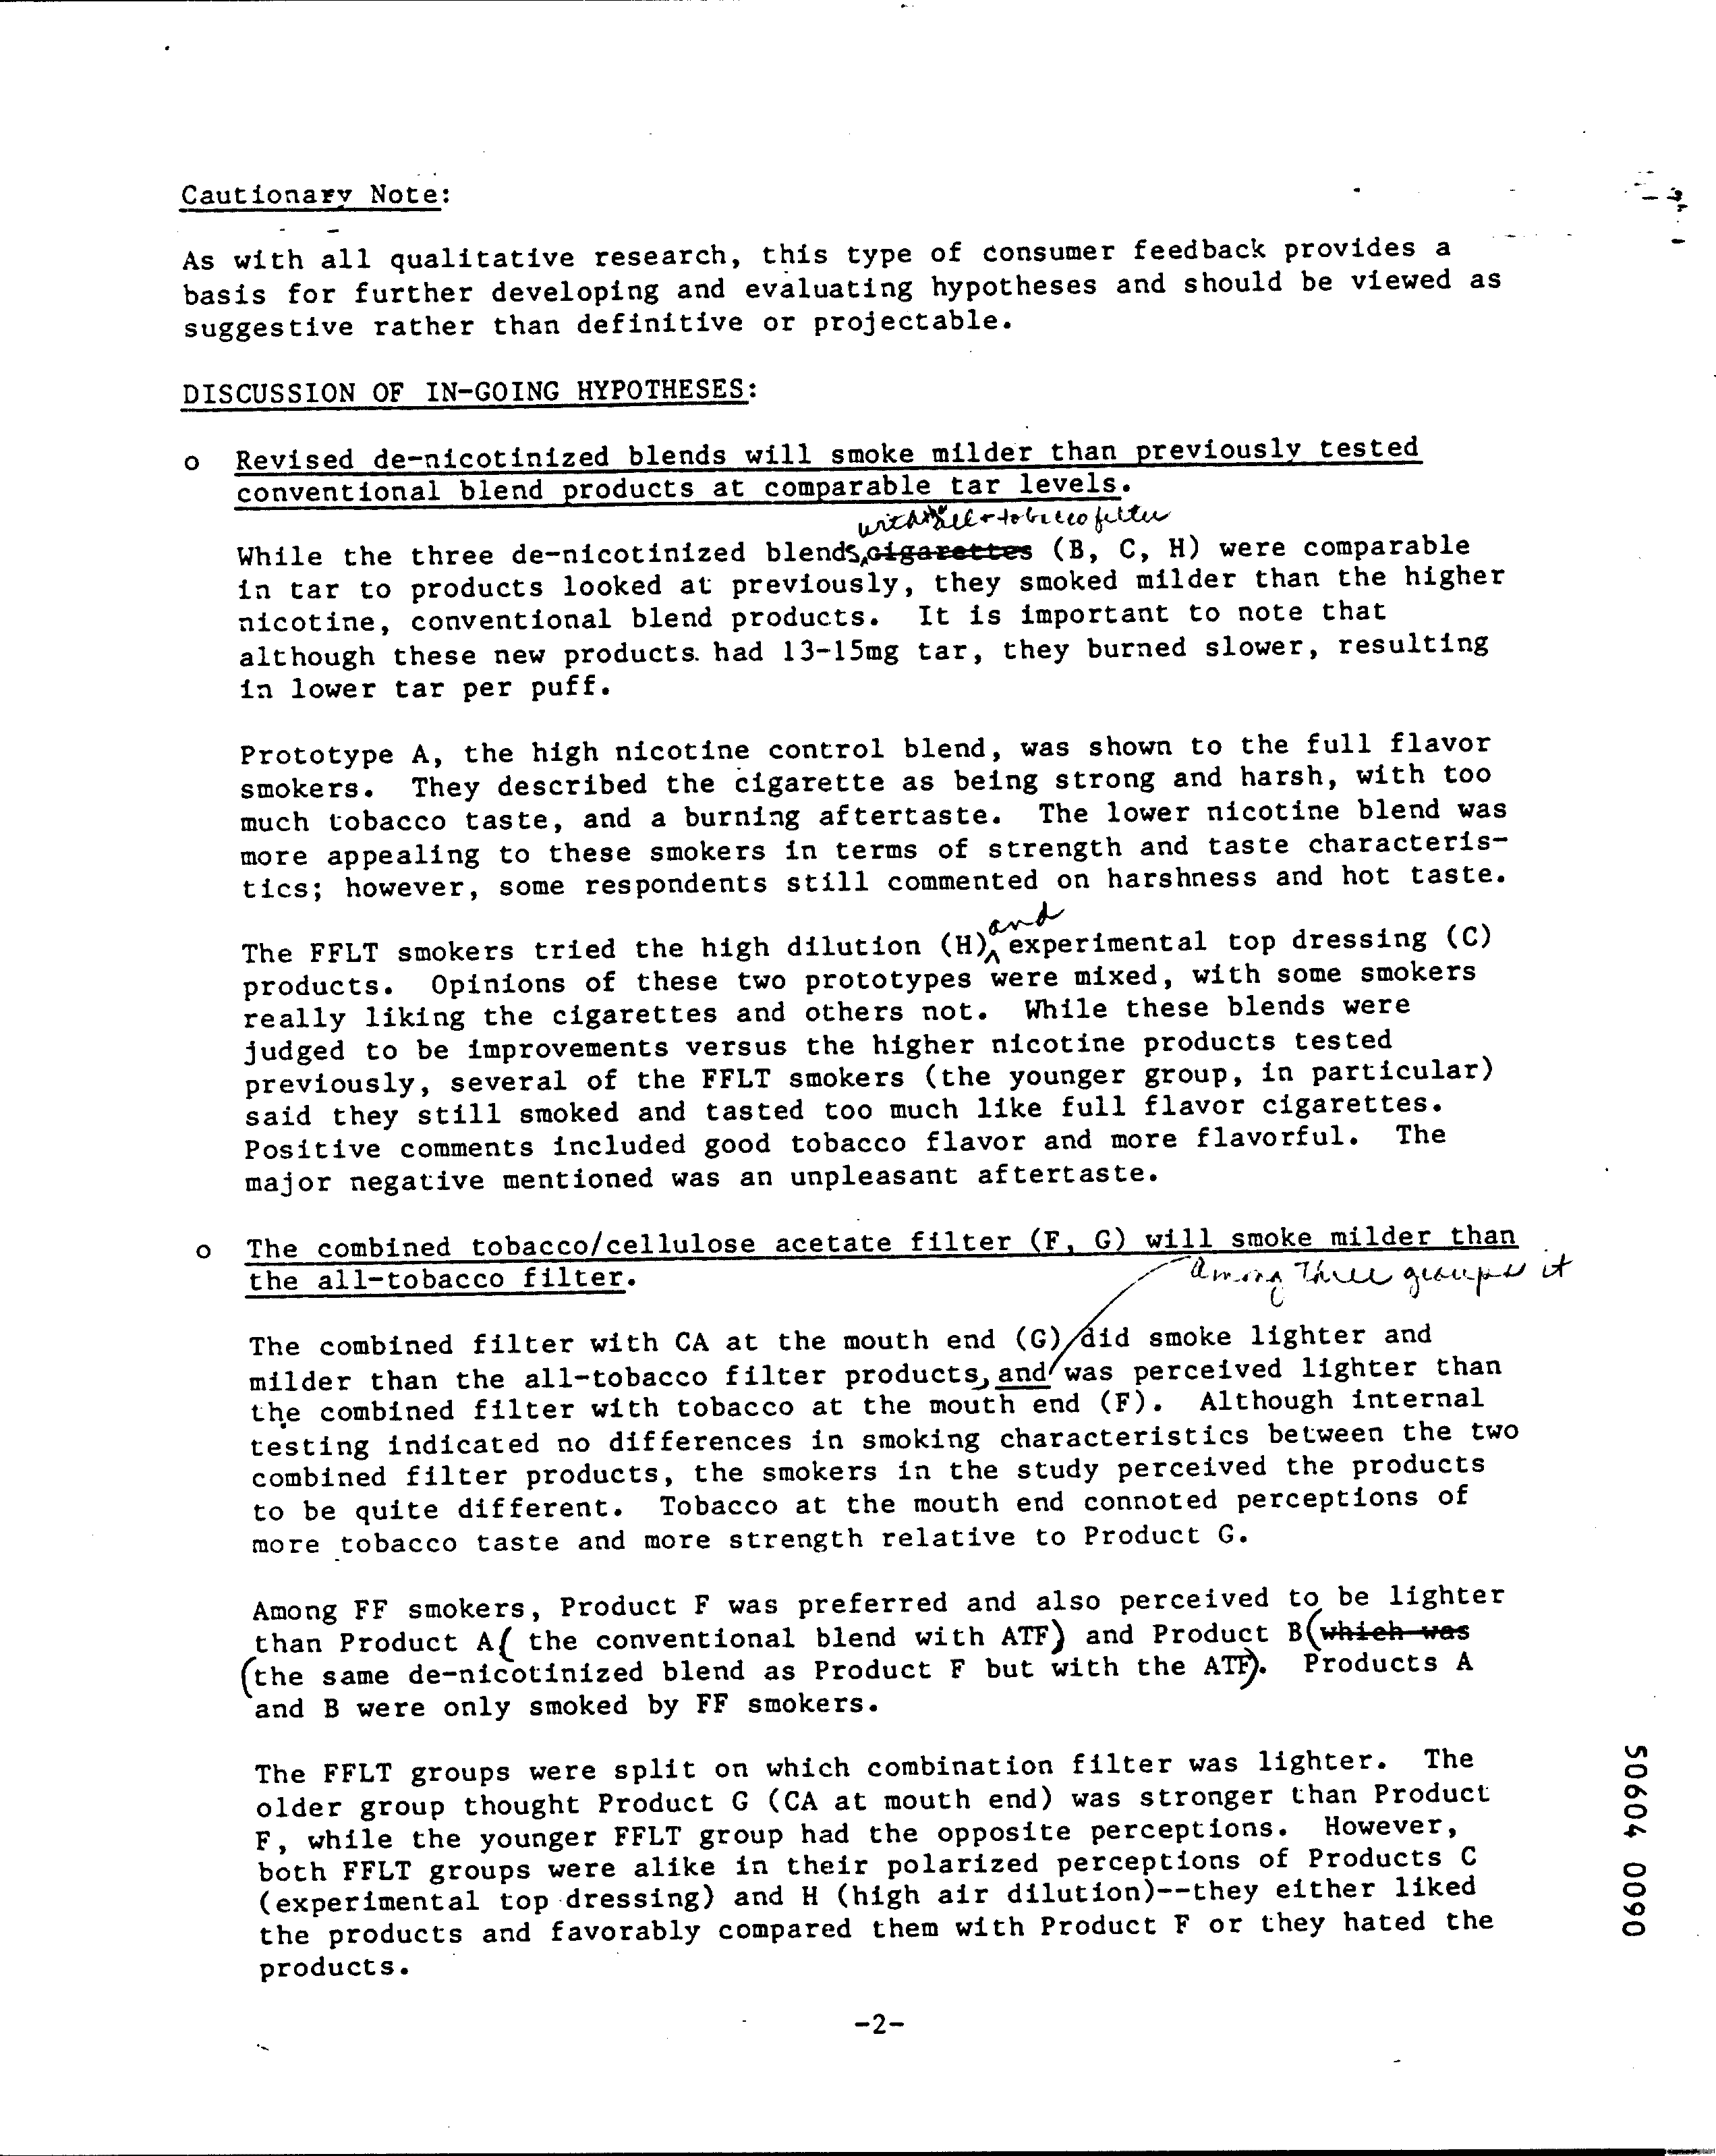 Cautionary Note:
As with all qualitative research, this type of consumer feedback provides a
basis for further developing and evaluating hypotheses and should be viewed as
suggestive rather than definitive or projectable.
DISCUSSION OF IN-GOING HYPOTHESES:
o Revised de-nicotinized blends will smoke milder than previously tested
conventional blend products at comparable tar levels.
with the all-tobacco filter
While the three de-nicotinized blends cigarettes (B, C, H) were comparable
in tar to products looked at previously, they smoked milder than the higher
nicotine, conventional blend products. It is important to note that
although these new products had 13-15mg tar, they burned slower, resulting
in lower tar per puff.
Prototype A, the high nicotine control blend, was shown to the full flavor
smokers. They described the cigarette as being strong and harsh, with too
much tobacco taste, and a burning aftertaste. The lower nicotine blend was
more appealing to these smokers in terms of strength and taste characteris-
tics; however, some respondents still commented on harshness and hot taste.
and
The FFLT smokers tried the high dilution (H) experimental top dressing (C)
products. Opinions of these two prototypes were mixed, with some smokers
really liking the cigarettes and others not. While these blends were
judged to be improvements versus the higher nicotine products tested
previously, several of the FFLT smokers (the younger group, in particular)
said they still smoked and tasted too much like full flavor cigarettes.
Positive comments included good tobacco flavor and more flavorful. The
major negative mentioned was an unpleasant aftertaste.
o The combined tobacco/cellulose acetate filter (F, G) will smoke milder than
the all-tobacco filter.
Among three groups it
The combined filter with CA at the mouth end (G) did smoke lighter and
milder than the all-tobacco filter products, and was perceived lighter than
the combined filter with tobacco at the mouth end (F). Although internal
testing indicated no differences in smoking characteristics between the two
combined filter products, the smokers in the study perceived the products
to be quite different. Tobacco at the mouth end connoted perceptions of
more tobacco taste and more strength relative to Product G.
Among FF smokers, Product F was preferred and also perceived to be lighter
than Product A( the conventional blend with ATF) and Product B(which was
(the same de-nicotinized blend as Product F but with the ATF). Products A
and B were only smoked by FF smokers.
The FFLT groups were split on which combination filter was lighter. The
older group thought Product G (CA at mouth end) was stronger than Product
F, while the younger FFLT group had the opposite perceptions. However,
both FFLT groups were alike in their polarized perceptions of Products C
(experimental top dressing) and H (high air dilution)--they either liked
the products and favorably compared them with Product F or they hated the
products.
-2-
50604 0090